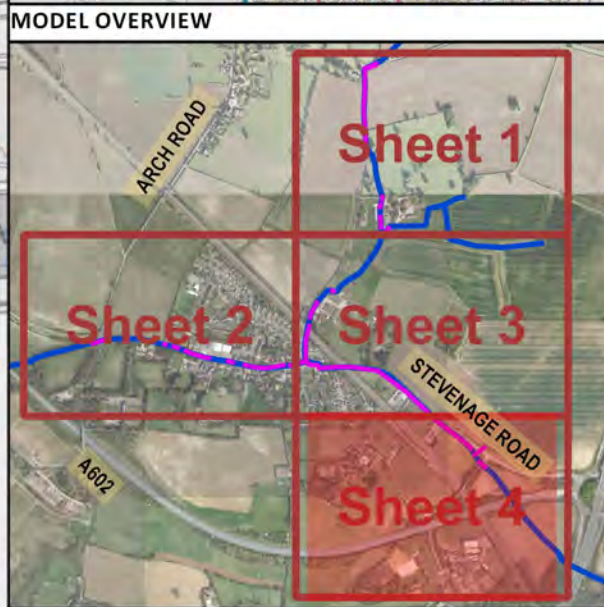 MODEL OVERVIEW
Sheet 1
ARCH ROAD
Sheet 2
Sheet 3
STEVENAGE ROAD
A602
Sheet 4